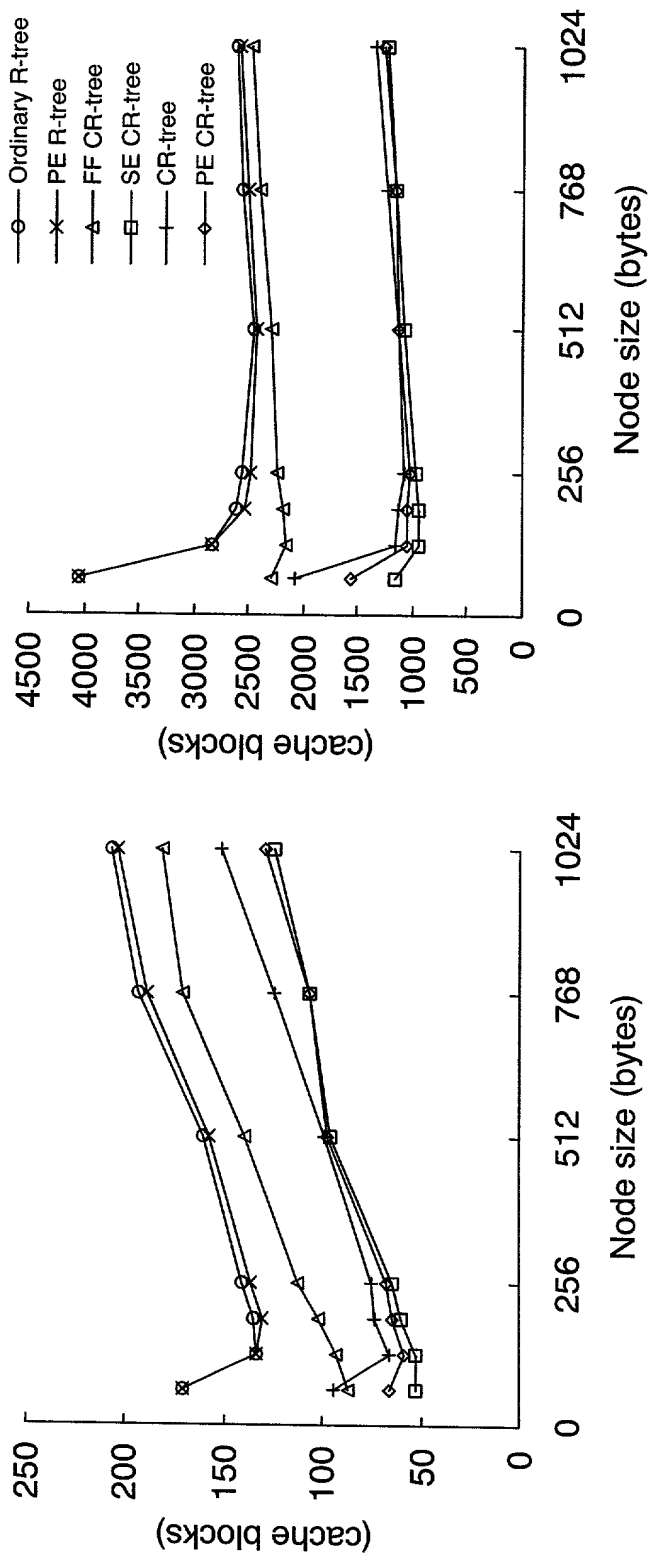 250
200
150
100
50
0
(cache blocks)
0
256
512
768
1024
Node size (bytes)
4500
4000
3500
3000
2500
2000
1500
1000
500
0
(cache blocks)
0
256
512
768
1024
Node size (bytes)
Ordinary R-tree
PE R-tree
FF CR-tree
SE CR-tree
CR-tree
PE CR-tree